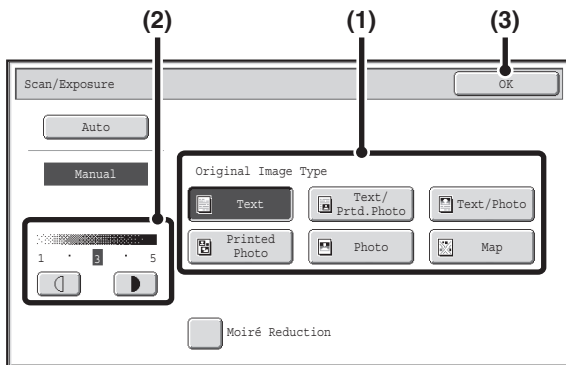 (2) (1) (3)
Scan/Exposure OK
Auto
Manual
Original Image Type
Text
Text/
Prtd.Photo
Text/Photo
Printed
Photo
Photo
Map
1 · 3 · 5
Moiré Reduction